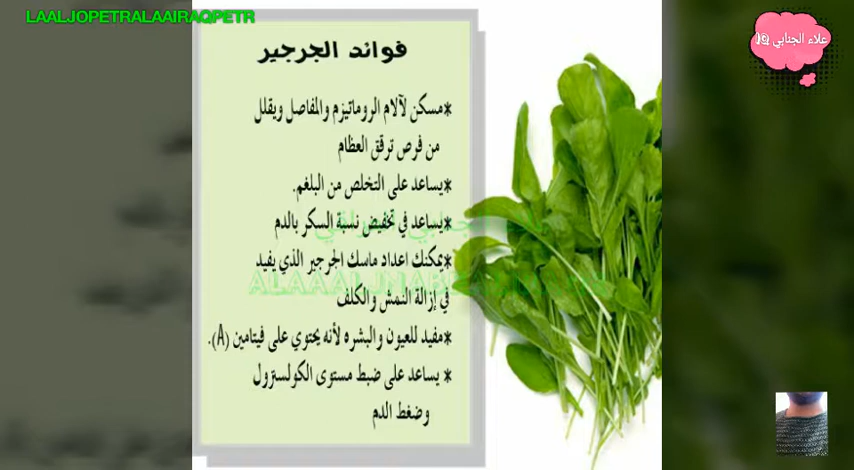 LAALJOPETRALAAIRAQPETR
علاء الجنابي IQ
فوائد الجرجير
*مسكن لآلام الروماتيزم والمفاصل ويقلل
من فرص ترقق العظام
*يساعد على التخلص من البلغم.
*يساعد في تخفيض نسبة السكر بالدم
*يمكنك اعداد ماسك الجرجير الذي يفيد
في إزالة النمش والكلف
*مفيد للعيون والبشره لأنه يحتوي على فيتامين (A).
* يساعد على ضبط مستوى الكولسترول
وضغط الدم